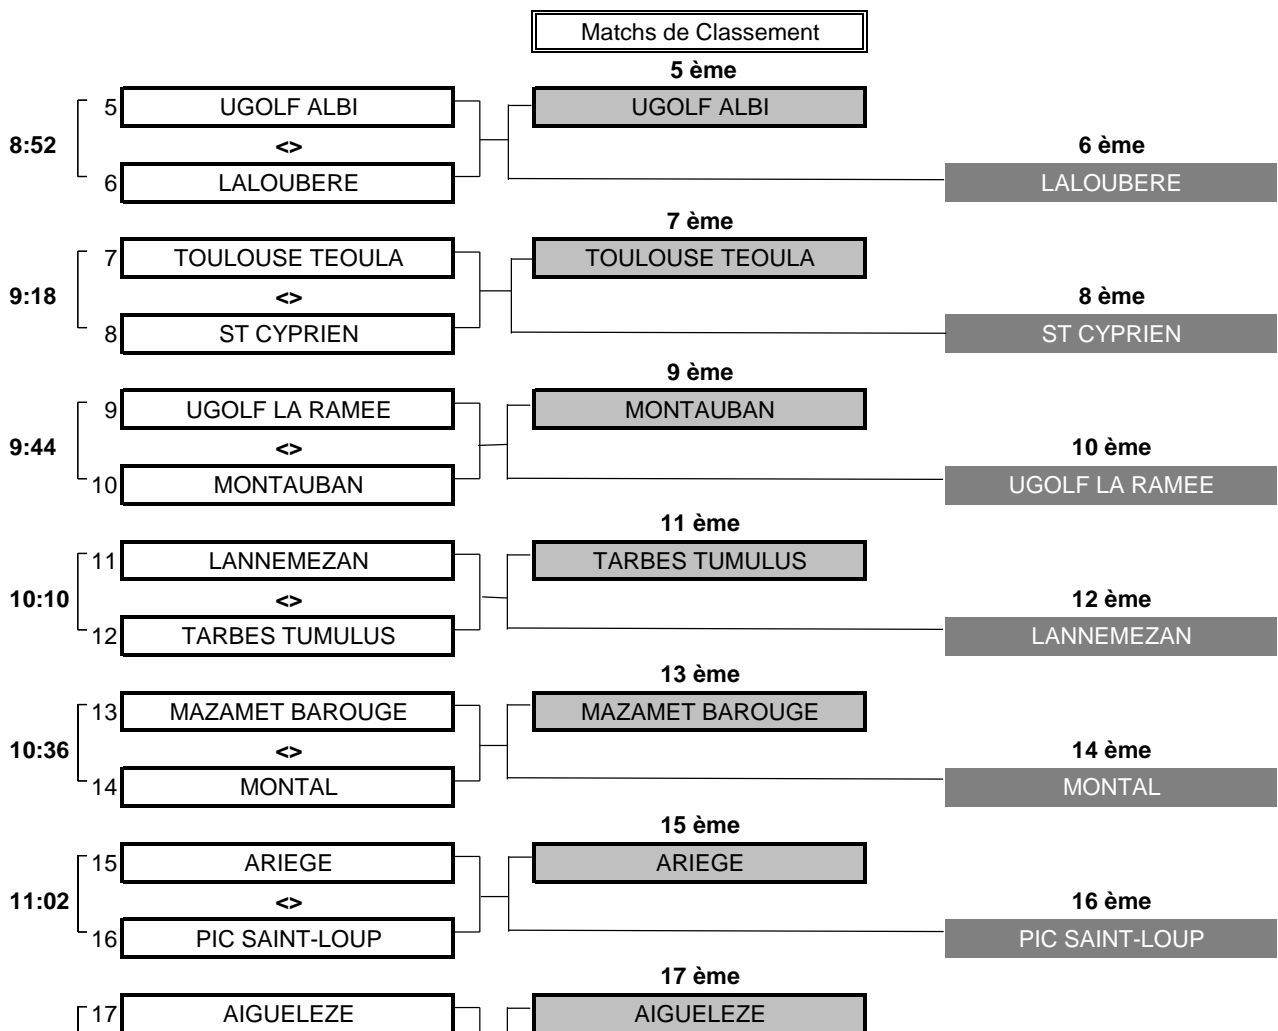 Matchs de Classement
5 ème
5 UGOLF ALBI UGOLF ALBI
8:52 <> 6 ème
6 LALOUBERE LALOUBERE
7 ème
7 TOULOUSE TEOULA TOULOUSE TEOULA
9:18 <> 8 ème
8 ST CYPRIEN ST CYPRIEN
9 ème
9 UGOLF LA RAMEE MONTAUBAN
9:44 <> 10 ème
10 MONTAUBAN UGOLF LA RAMEE
11 ème
11 LANNEMEZAN TARBES TUMULUS
10:10 <> 12 ème
12 TARBES TUMULUS LANNEMEZAN
13 ème
13 MAZAMET BAROUGE MAZAMET BAROUGE
10:36 <> 14 ème
14 MONTAL MONTAL
15 ème
15 ARIEGE ARIEGE
11:02 <> 16 ème
16 PIC SAINT-LOUP PIC SAINT-LOUP
17 ème
17 AIGUELEZE AIGUELEZE